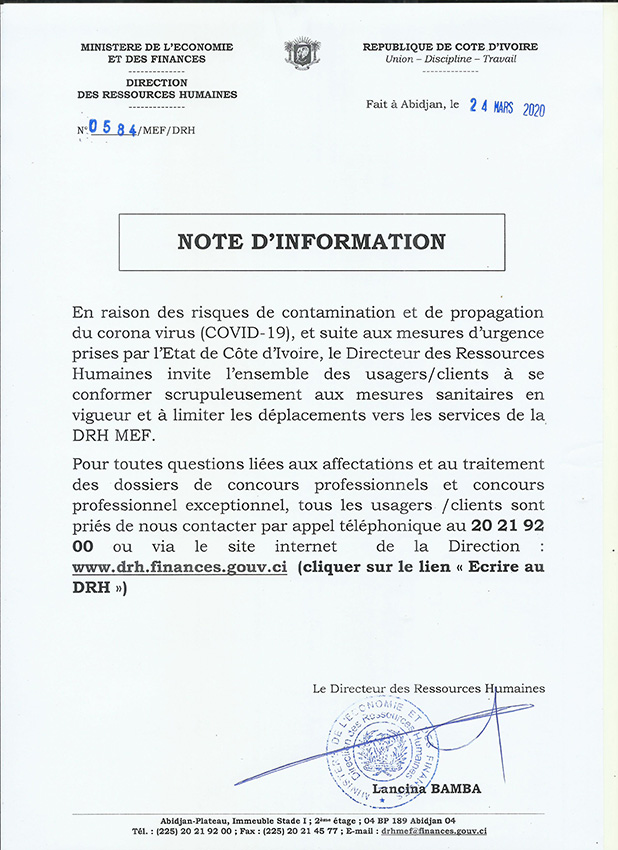 MINISTERE DE L'ECONOMIE
ET DES FINANCES
--------------
DIRECTION
DES RESSOURCES HUMAINES
--------------
N° 0584/MEF/DRH
REPUBLIQUE DE COTE D'IVOIRE
Union – Discipline – Travail
--------------
Fait à Abidjan, le 24 MARS 2020
NOTE D'INFORMATION
En raison des risques de contamination et de propagation
du corona virus (COVID-19), et suite aux mesures d'urgence
prises par l'Etat de Côte d'Ivoire, le Directeur des Ressources
Humaines invite l'ensemble des usagers/clients à se
conformer scrupuleusement aux mesures sanitaires en
vigueur et à limiter les déplacements vers les services de la
DRH MEF.
Pour toutes questions liées aux affectations et au traitement
des dossiers de concours professionnels et concours
professionnel exceptionnel, tous les usagers /clients sont
priés de nous contacter par appel téléphonique au 20 21 92
00 ou via le site internet de la Direction :
www.drh.finances.gouv.ci (cliquer sur le lien « Ecrire au
DRH »)
Le Directeur des Ressources Humaines
MINISTERE DE L'ECONOMIE ET DES FINANCES
Direction des Ressources Humaines
Lancina BAMBA
Abidjan-Plateau, Immeuble Stade I ; 2ème étage ; 04 BP 189 Abidjan 04
Tél. : (225) 20 21 92 00 ; Fax : (225) 20 21 45 77 ; E-mail : drhmef@finances.gouv.ci